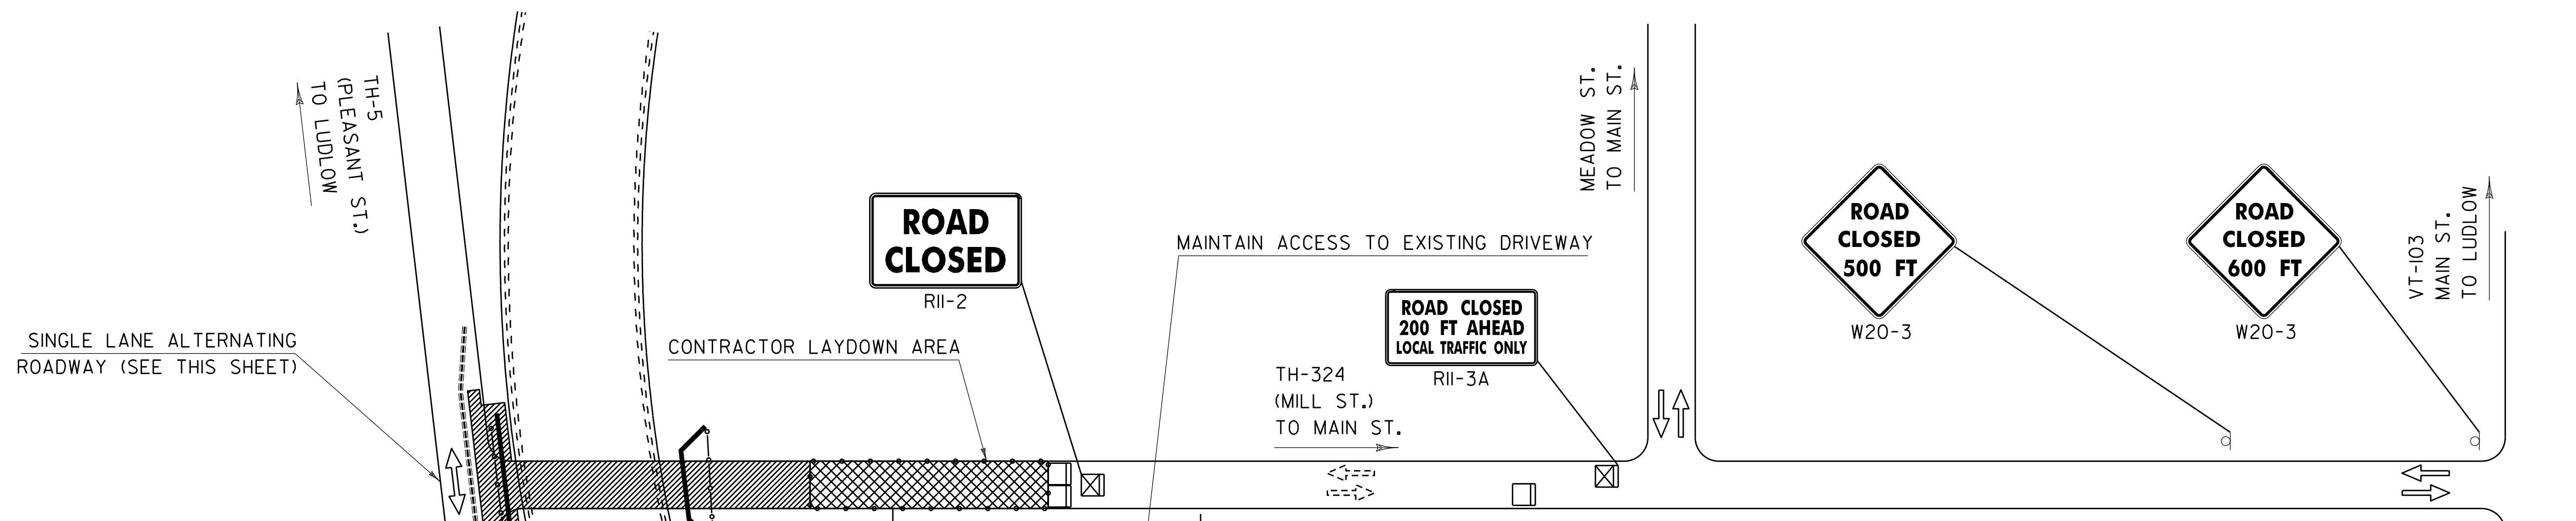 TH-5
(PLEASANT ST.)
TO LUDLOW
SINGLE LANE ALTERNATING
ROADWAY (SEE THIS SHEET)
CONTRACTOR LAYDOWN AREA
ROAD
CLOSED
R11-2
MAINTAIN ACCESS TO EXISTING DRIVEWAY
TH-324
(MILL ST.)
TO MAIN ST.
ROAD CLOSED
200 FT AHEAD
LOCAL TRAFFIC ONLY
R11-3A
MEADOW ST.
TO MAIN ST.
ROAD
CLOSED
500 FT
W20-3
ROAD
CLOSED
600 FT
W20-3
VT-103
MAIN ST.
TO LUDLOW